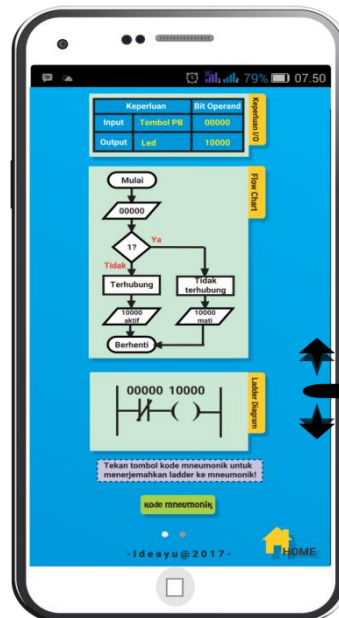 79% 07.50
Keperluan Bit Operand
Input Tombol PB 00000
Output Led 10000
Keperluan I/O
Mulai
00000
1?
Ya
Tidak
Terhubung
Tidak
terhubung
10000
aktif
10000
mati
Berhenti
Flow Chart
00000 10000
Ladder Diagram
Tekan tombol kode mneumonik untuk
menerjemahkan ladder ke mneumonik!
Kode mneumonik
-Ideayu@2017-
HOME